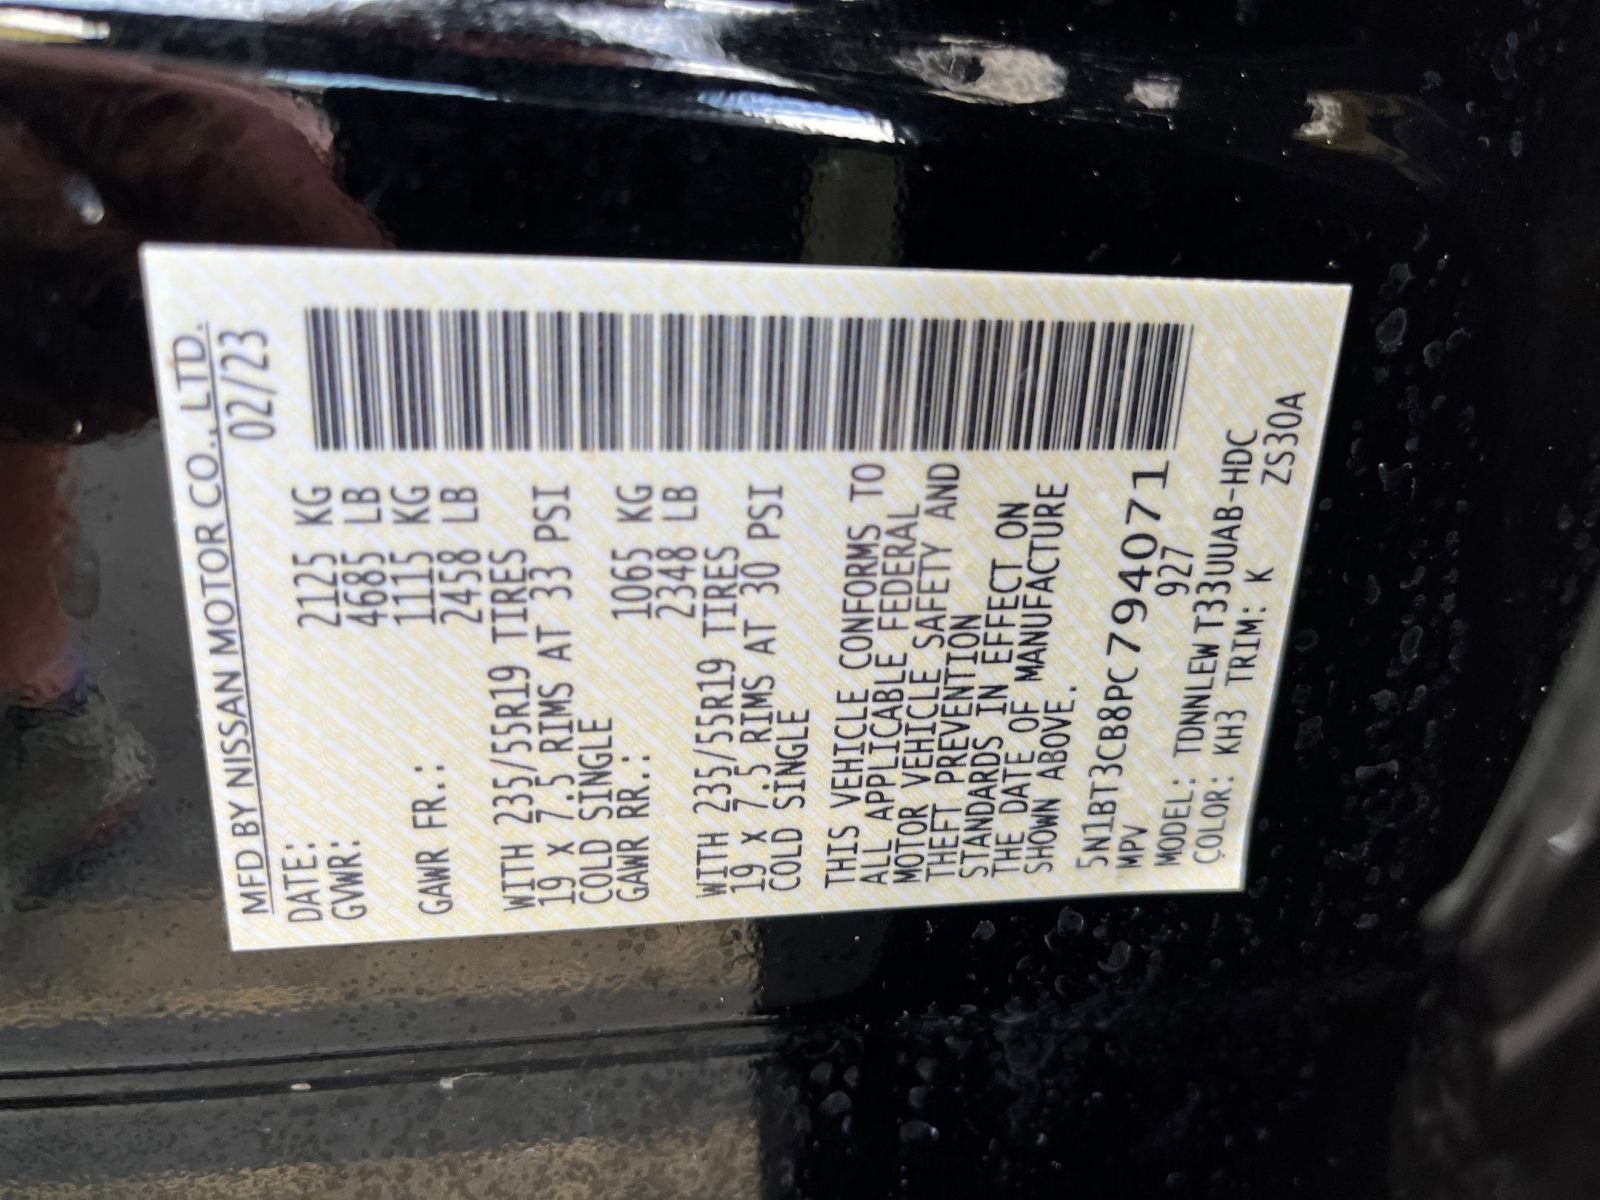 MFD BY NISSAN MOTOR CO., LTD.
DATE: 02/23
GVWR: 2125 KG
4685 LB
GAWR FR.: 1115 KG
2458 LB
WITH 235/55R19 TIRES
19 X 7.5 RIMS AT 33 PSI
COLD SINGLE
GAWR RR.: 1065 KG
2348 LB
WITH 235/55R19 TIRES
19 X 7.5 RIMS AT 30 PSI
COLD SINGLE
THIS VEHICLE CONFORMS TO
ALL APPLICABLE FEDERAL
MOTOR VEHICLE SAFETY AND
THEFT PREVENTION
STANDARDS IN EFFECT ON
THE DATE OF MANUFACTURE
SHOWN ABOVE.
5N1BT3CB8PC794071
MPV 927
MODEL: TDNNNLEW T33UUAB-HDC
COLOR: KH3 TRIM: K ZS30A